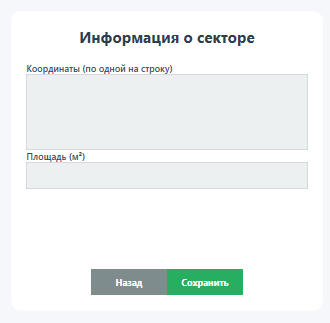 Информация о секторе
Координаты (по одной на строку)
Площадь (м²)
Назад Сохранить